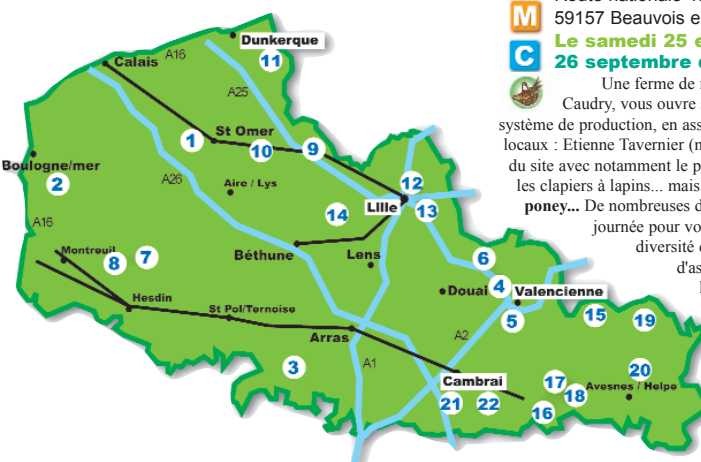 Route nationale
M
59157 Beauvois e
Le samedi 25 e
C
26 septembre
Une ferme de
Caudry, vous ouvre
système de production, en ass
locaux : Etienne Tavernier (n
du site avec notamment le p
les clapiers à lapins... mais
poney... De nombreuses d
journée pour vo
diversité
d'as
Dunkerque
11
A16
Calais
A25
1
St Omer
10
9
Boulogne/mer
2
A26
Aire / Lys
12
Lille
13
14
A16
Montreuil
8
7
Béthune
Lens
6
Douai
4
Valencienne
5
Hesdin
St Pol/Ternoise
Arras
A2
15
19
3
A1
Cambrai
21
22
17
18
16
20
Avesnes / Helpe